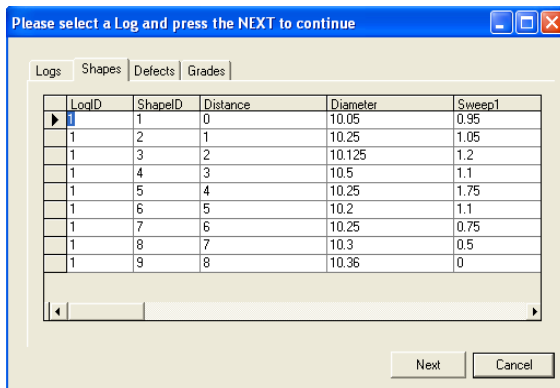 Please select a Log and press the NEXT to continue
Logs Shapes Defects Grades
LogID ShapeID Distance Diameter Sweep1
1 1 0 10.05 0.95
1 2 1 10.25 1.05
1 3 2 10.125 1.2
1 4 3 10.5 1.1
1 5 4 10.25 1.75
1 6 5 10.2 1.1
1 7 6 10.25 0.75
1 8 7 10.3 0.5
1 9 8 10.36 0
Next Cancel